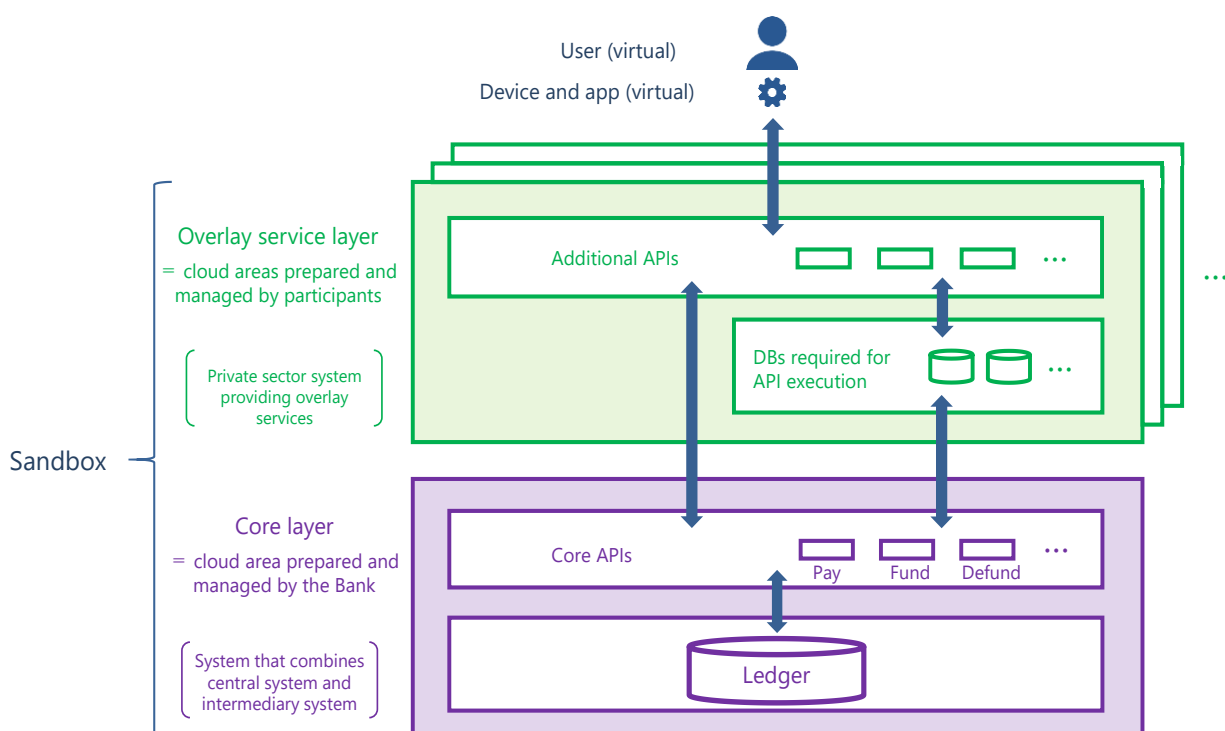 User (virtual)
Device and app (virtual)
Overlay service layer
= cloud areas prepared and
managed by participants
Private sector system
providing overlay
services
Additional APIs
…
DBs required for
API execution
…
…
Sandbox
Core layer
= cloud area prepared and
managed by the Bank
System that combines
central system and
intermediary system
Core APIs
Pay
Fund
Defund
…
Ledger